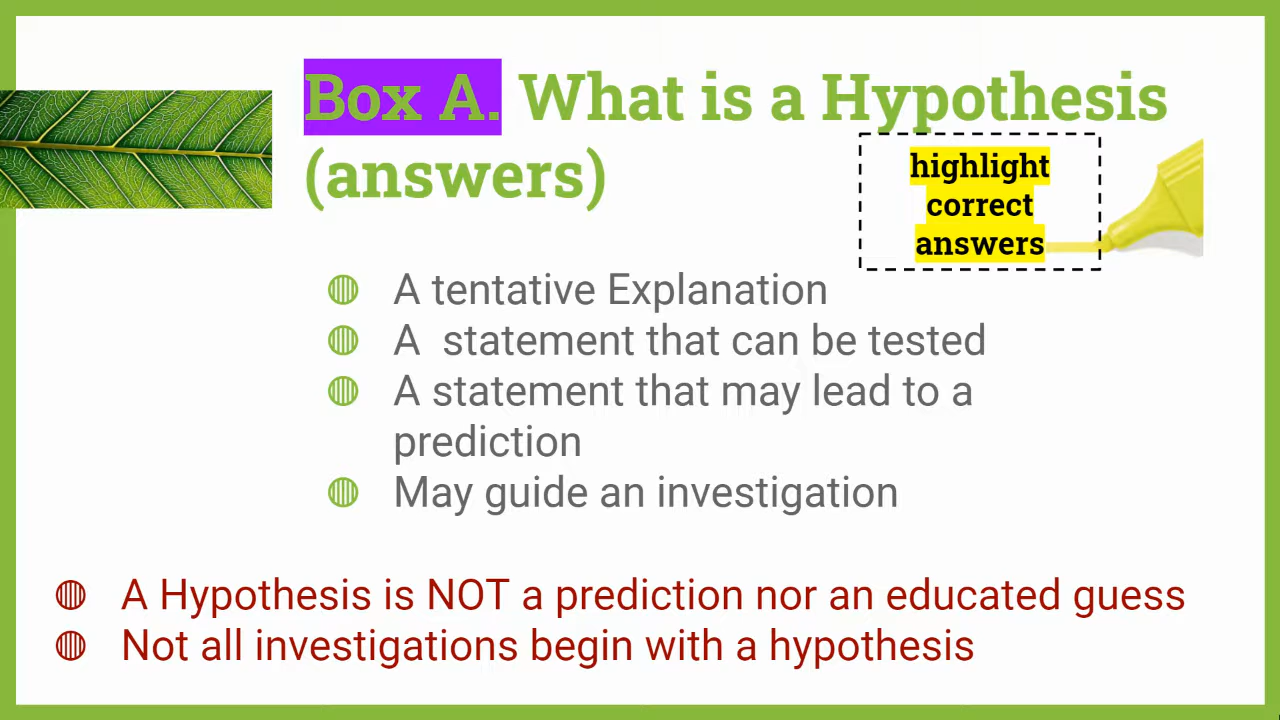 Box A. What is a Hypothesis
(answers)
highlight
correct
answers
A tentative Explanation
A  statement that can be tested
A statement that may lead to a
prediction
May guide an investigation
A Hypothesis is NOT a prediction nor an educated guess
Not all investigations begin with a hypothesis